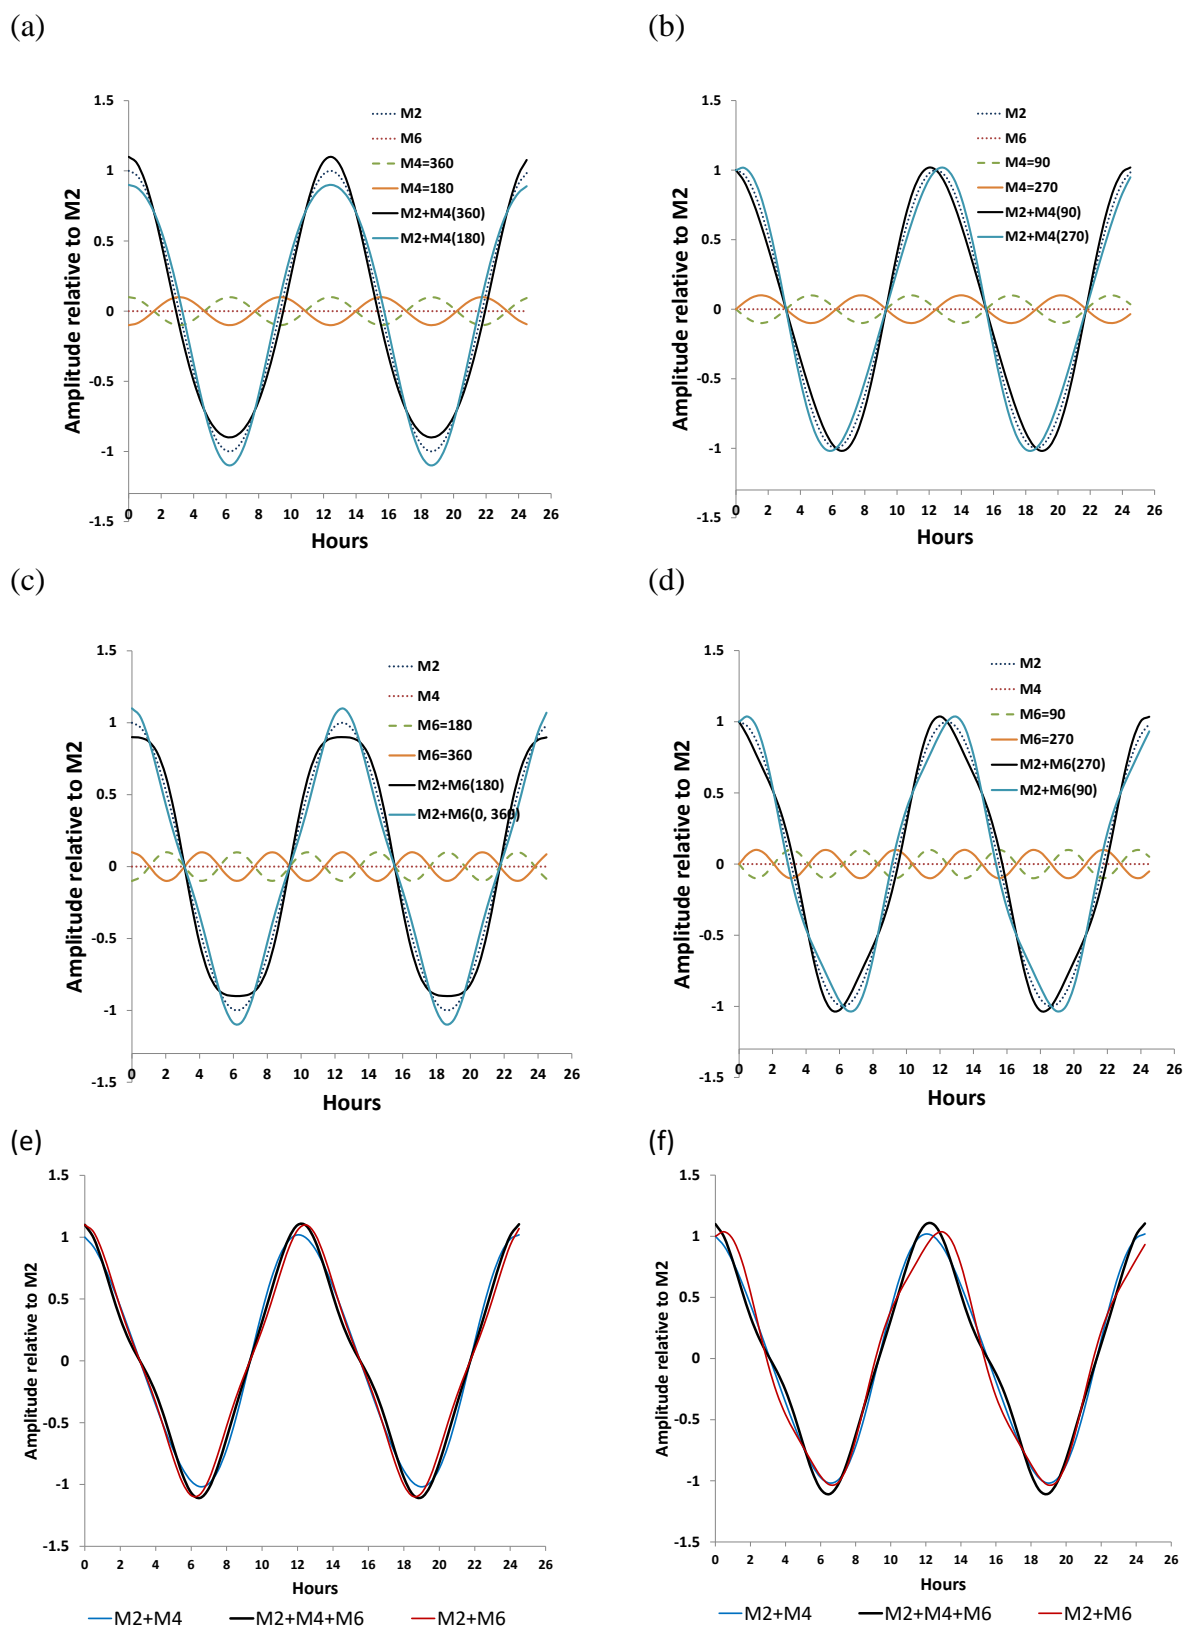 (a)
1.5
1
0.5
0
-0.5
-1
-1.5
Amplitude relative to M2
M2
M6
M4=360
M4=180
M2+M4(360)
M2+M4(180)
0 2 4 6 8 10 12 14 16 18 20 22 24 26
Hours
(b)
1.5
1
0.5
0
-0.5
-1
-1.5
Amplitude relative to M2
M2
M6
M4=90
M4=270
M2+M4(90)
M2+M4(270)
0 2 4 6 8 10 12 14 16 18 20 22 24 26
Hours
(c)
1.5
1
0.5
0
-0.5
-1
-1.5
Amplitude relative to M2
M2
M4
M6=180
M6=360
M2+M6(180)
M2+M6(0, 360)
0 2 4 6 8 10 12 14 16 18 20 22 24 26
Hours
(d)
1.5
1
0.5
0
-0.5
-1
-1.5
Amplitude relative to M2
M2
M4
M6=90
M6=270
M2+M6(270)
M2+M6(90)
0 2 4 6 8 10 12 14 16 18 20 22 24 26
Hours
(e)
1.5
1
0.5
0
-0.5
-1
-1.5
Amplitude relative to M2
0 2 4 6 8 10 12 14 16 18 20 22 24 26
Hours
M2+M4 M2+M4+M6 M2+M6
(f)
1.5
1
0.5
0
-0.5
-1
-1.5
Amplitude relative to M2
0 2 4 6 8 10 12 14 16 18 20 22 24 26
Hours
M2+M4 M2+M4+M6 M2+M6